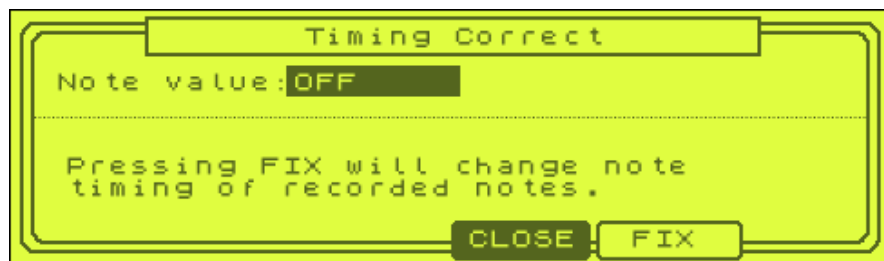 Timing Correct
Note value:OFF
Pressing FIX will change note
timing of recorded notes.
CLOSE FIX